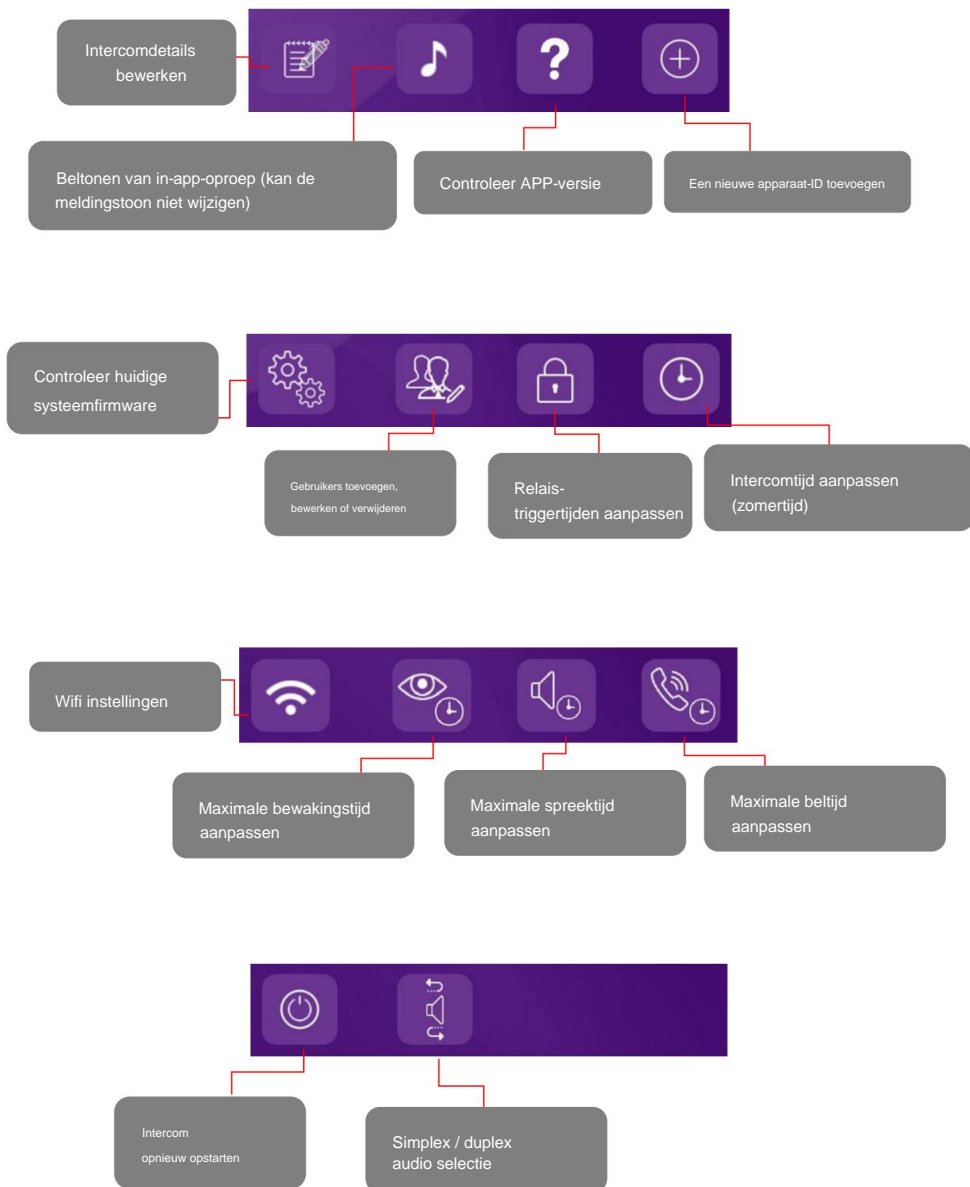 Intercomdetails
bewerken
Beltonen van in-app-oproep (kan de
meldingstoon niet wijzigen)
Controleer APP-versie
Een nieuwe apparaat-ID toevoegen
Controleer huidige
systeemfirmware
Gebruikers toevoegen,
bewerken of verwijderen
Relais-
triggertijden aanpassen
Intercomtijd aanpassen
(zomertijd)
Wifi instellingen
Maximale bewakingstijd
aanpassen
Maximale spreektijd
aanpassen
Maximale beltijd
aanpassen
Intercom
opnieuw opstarten
Simplex / duplex
audio selectie